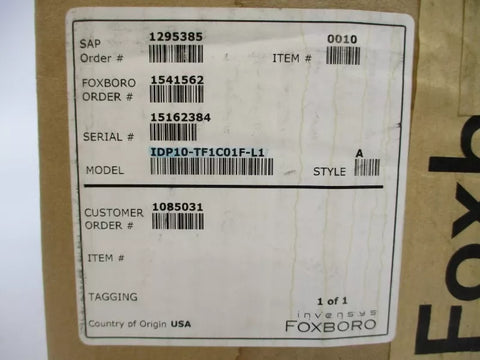 SAP Order # 1295385 ITEM # 0010
FOXBORO ORDER # 1541562
SERIAL # 15162384
MODEL IDP10-TF1C01F-L1 STYLE A
CUSTOMER ORDER # 1085031
ITEM #
TAGGING
1 of 1
Country of Origin USA
invensys
FOXBORO
Foxb